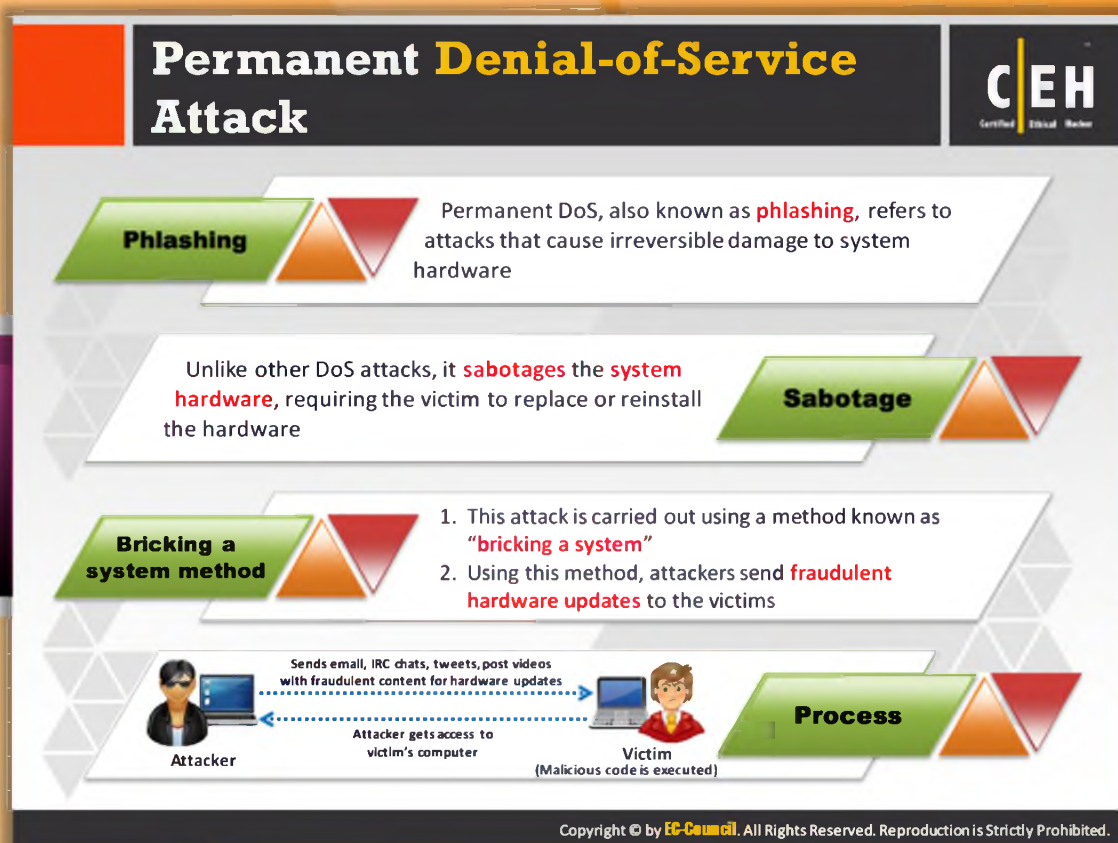 Permanent Denial-of-Service
Attack
C|EH
Certified Ethical Hacker
Phlashing
Permanent DoS, also known as phlashing, refers to
attacks that cause irreversible damage to system
hardware
Unlike other DoS attacks, it sabotages the system
hardware, requiring the victim to replace or reinstall
the hardware
Sabotage
Bricking a
system method
1. This attack is carried out using a method known as
“bricking a system”
2. Using this method, attackers send fraudulent
hardware updates to the victims
Sends email, IRC chats, tweets, post videos
with fraudulent content for hardware updates
Attacker gets access to
victim's computer
Attacker
Victim
(Malicious code is executed)
Process
Copyright © by EC-Council. All Rights Reserved. Reproduction is Strictly Prohibited.